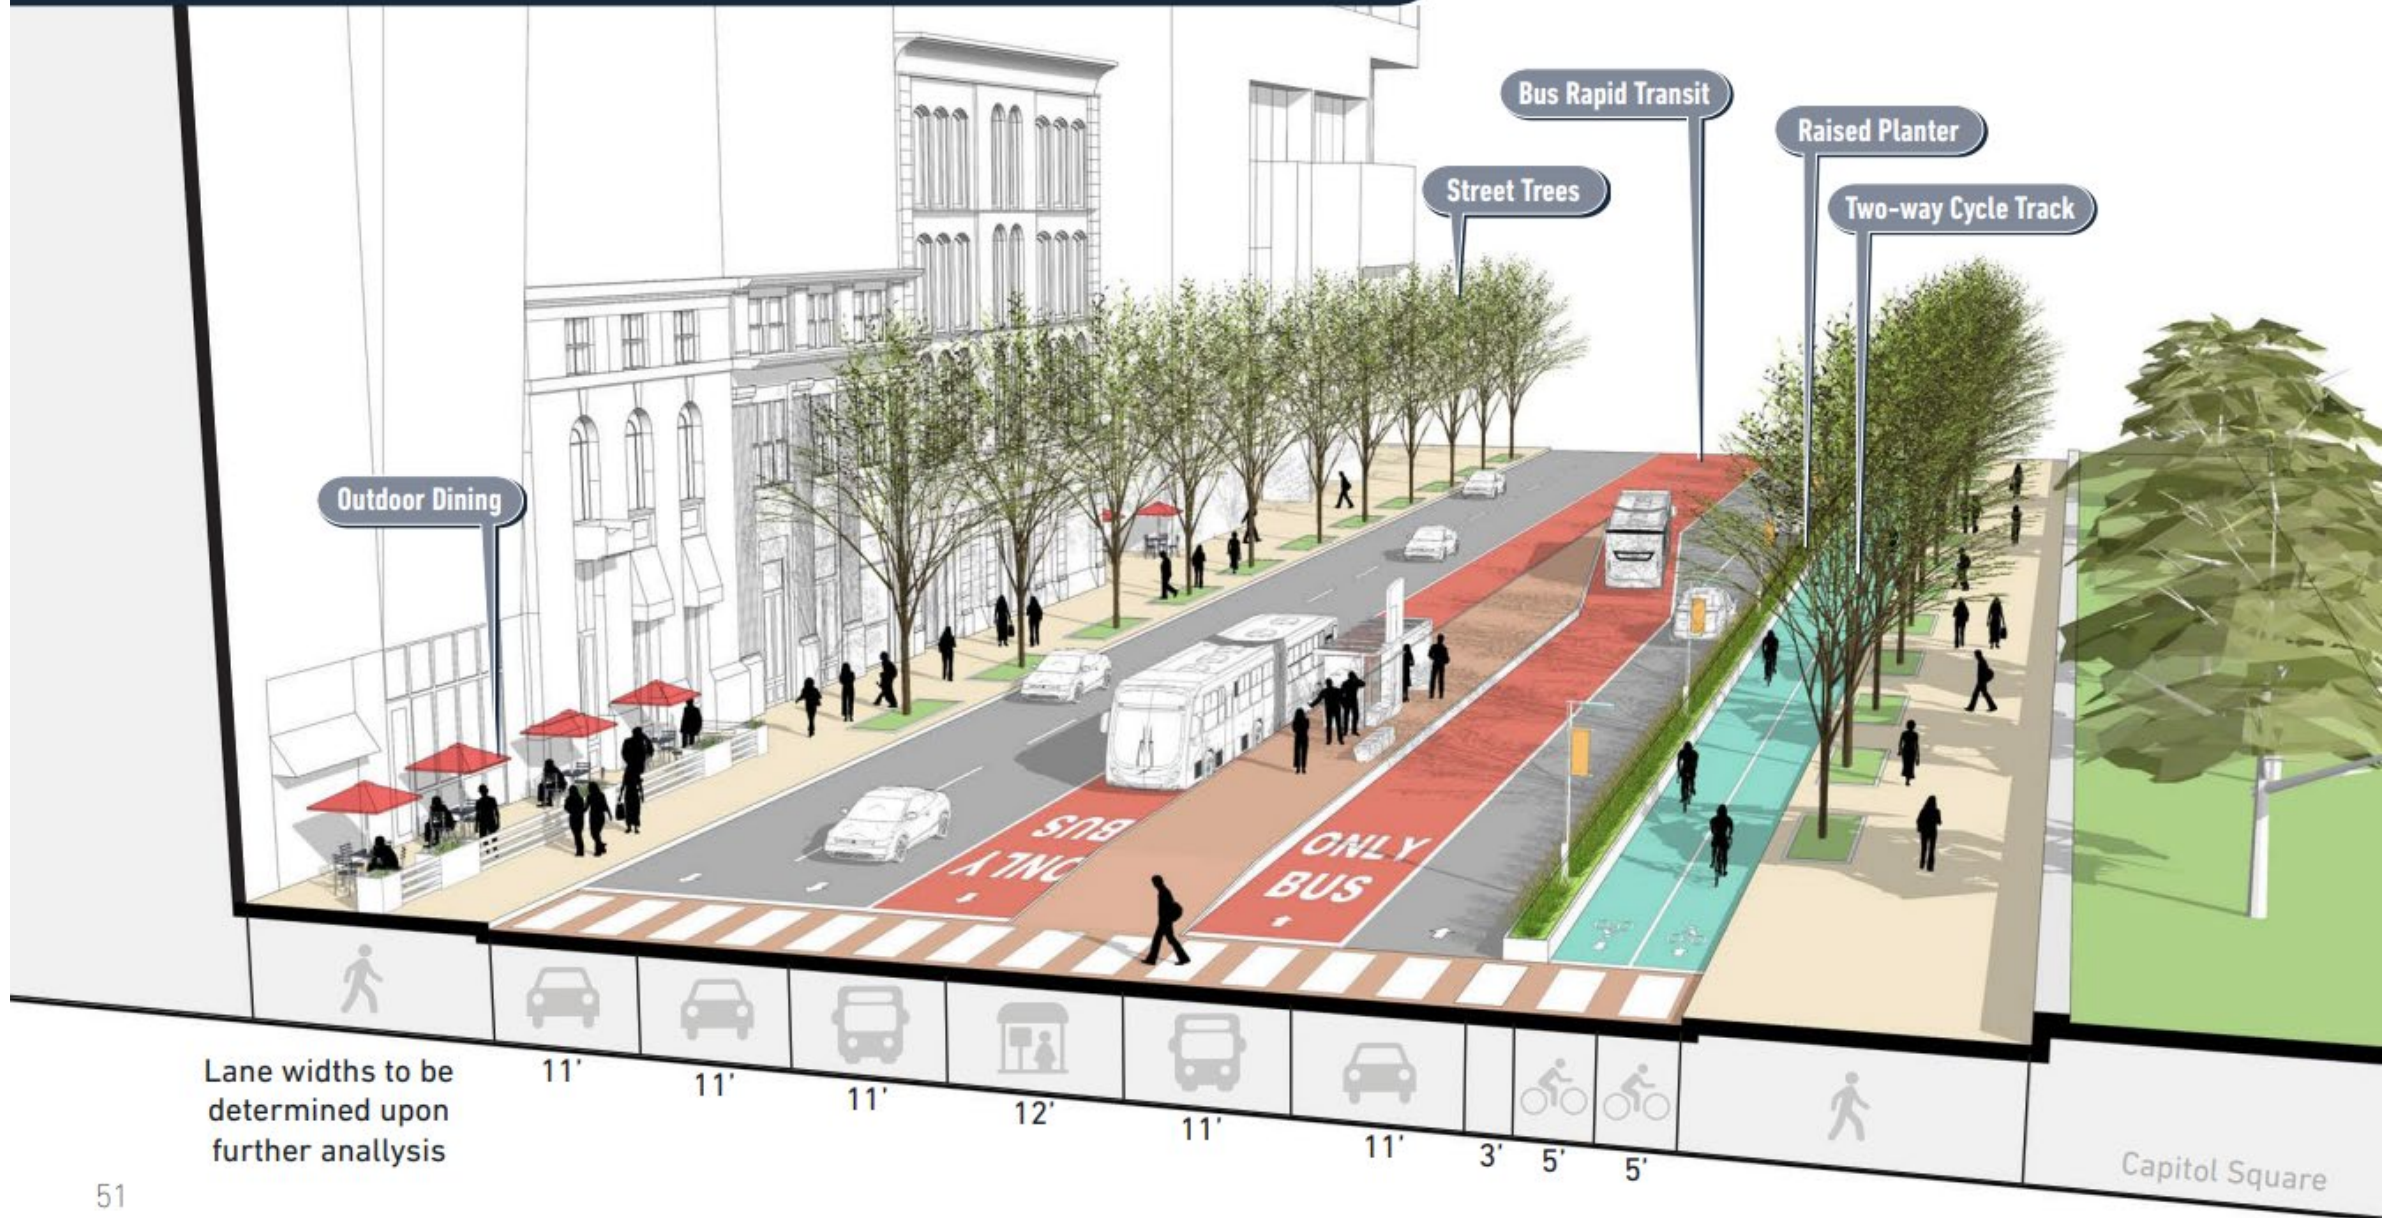 Bus Rapid Transit
Raised Planter
Street Trees
Two-way Cycle Track
Outdoor Dining
BUS
ONLY
ONLY
BUS
Lane widths to be
determined upon
further anallysis
11'
11'
11'
12'
11'
11'
3'
5'
5'
Capitol Square
51